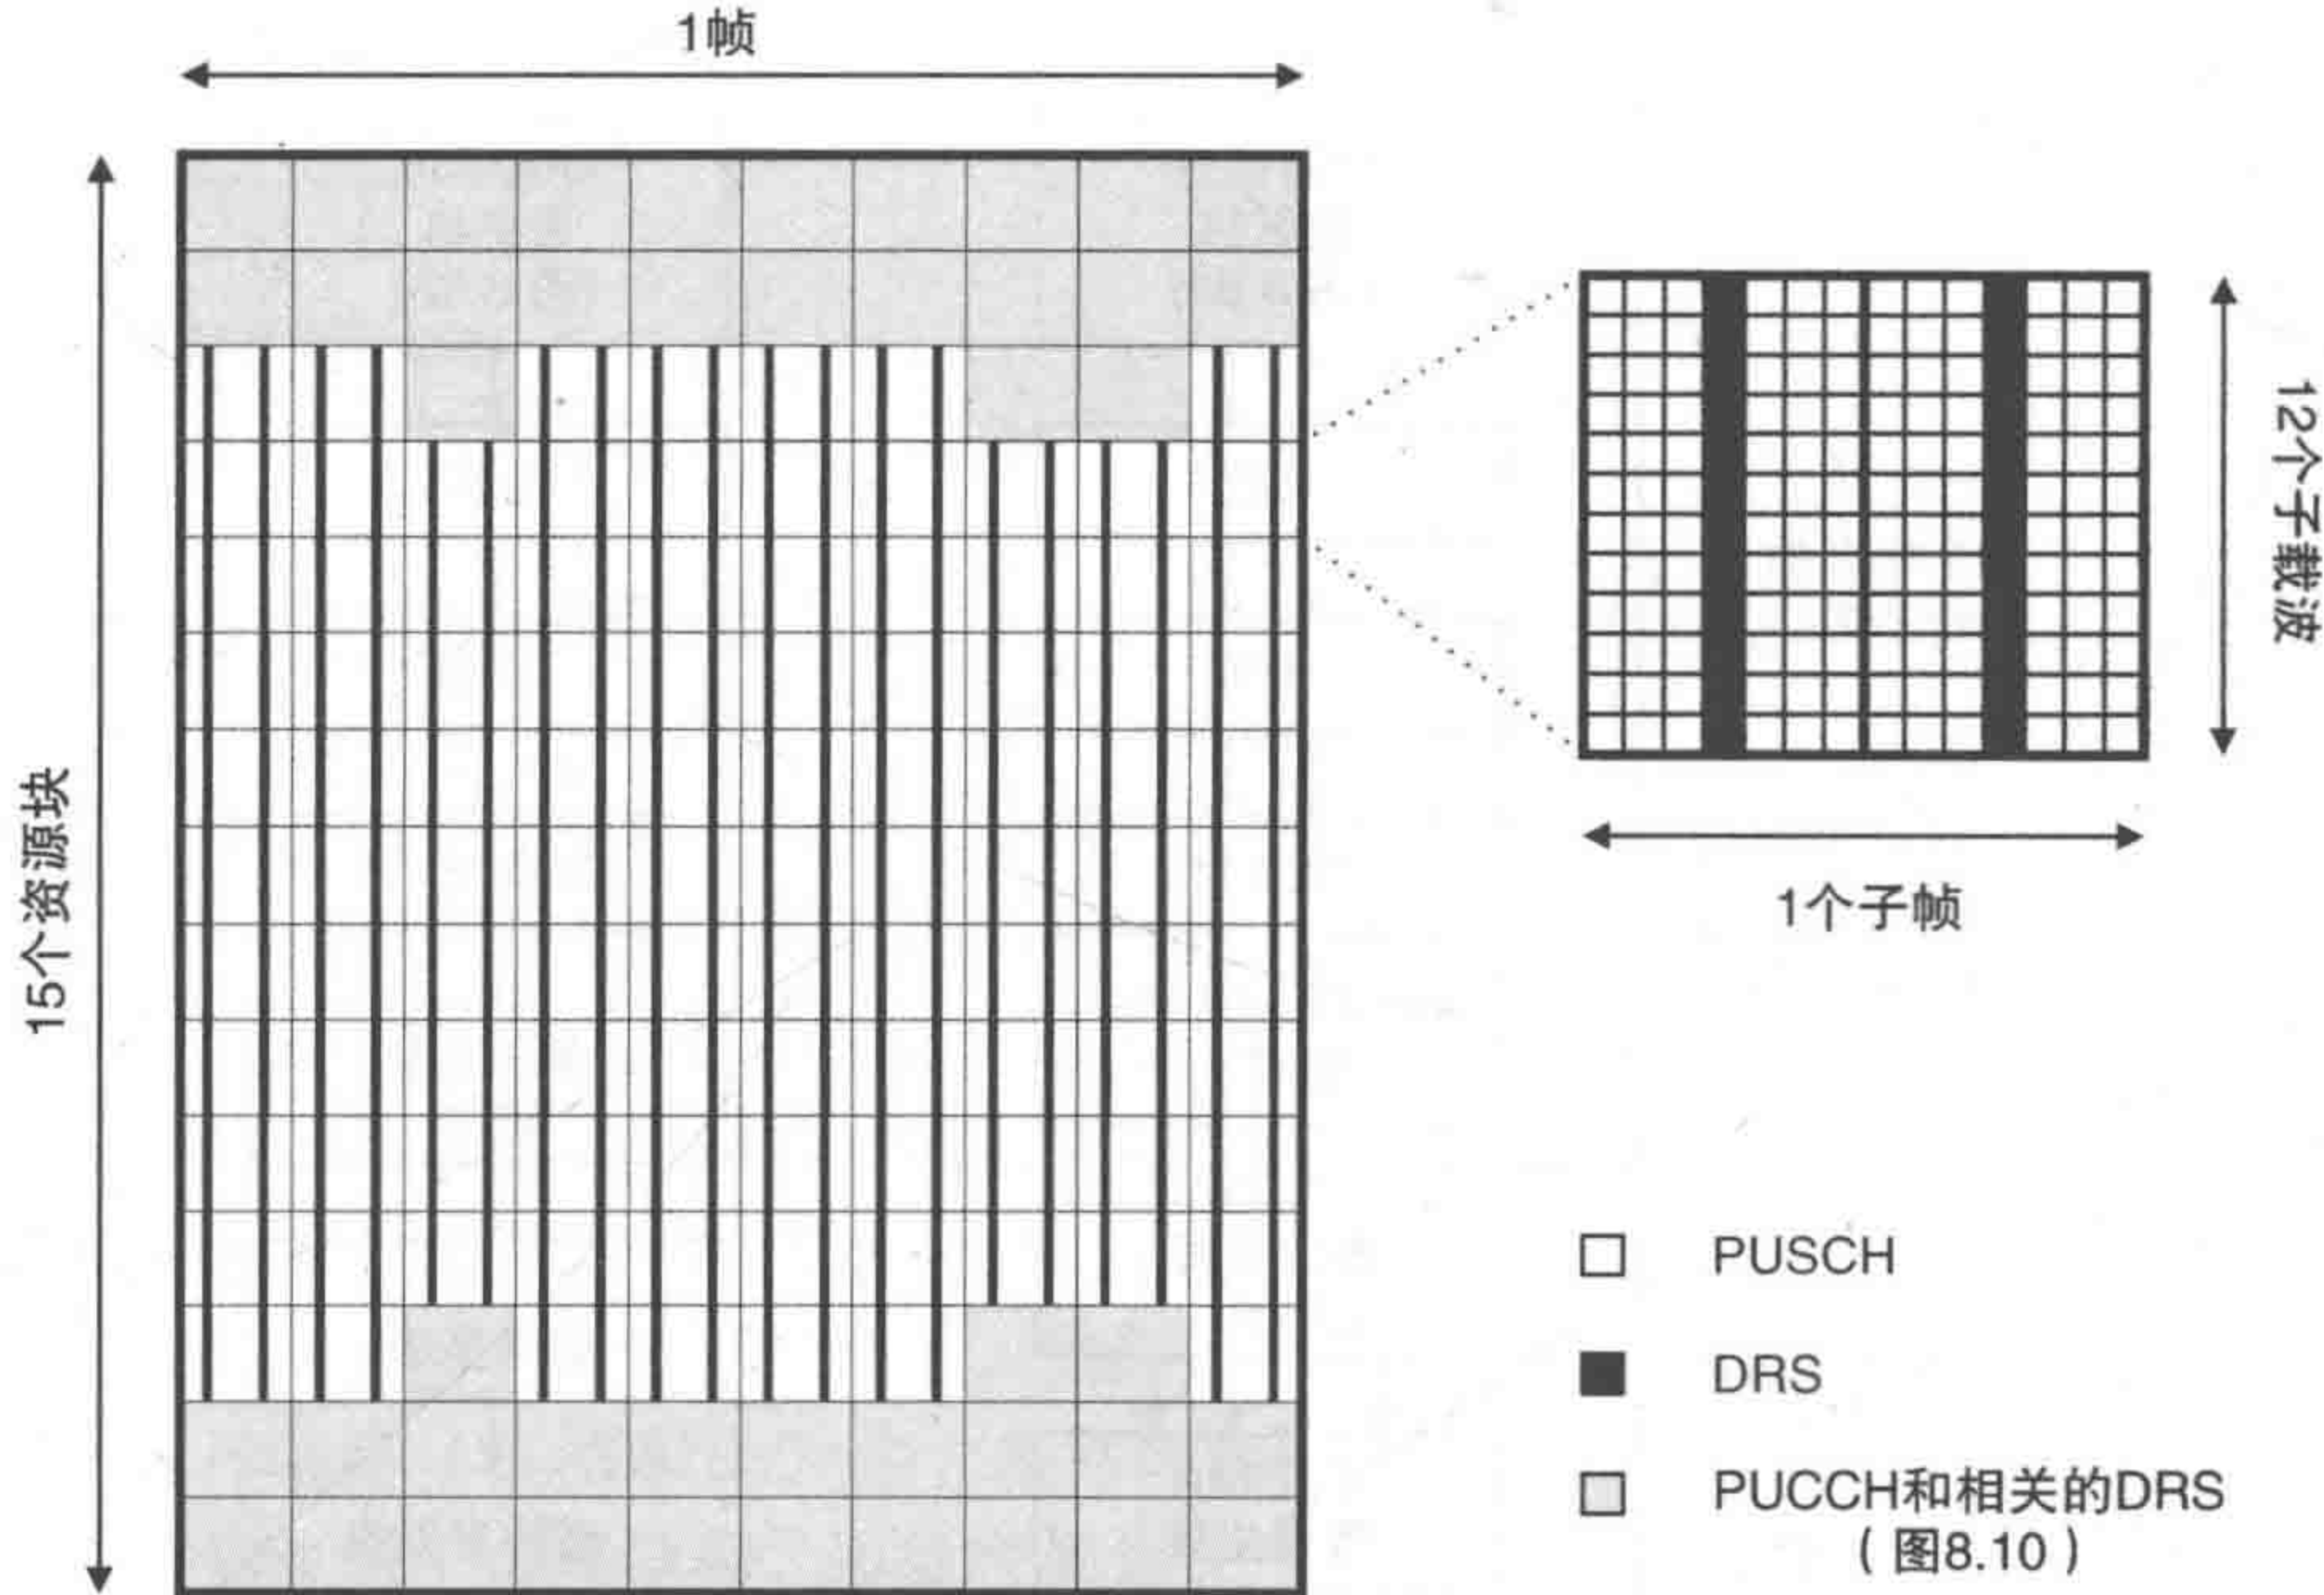 1帧
15个资源块
12个子载波
1个子帧
PUSCH
DRS
PUCCH和相关的DRS
(图8.10)